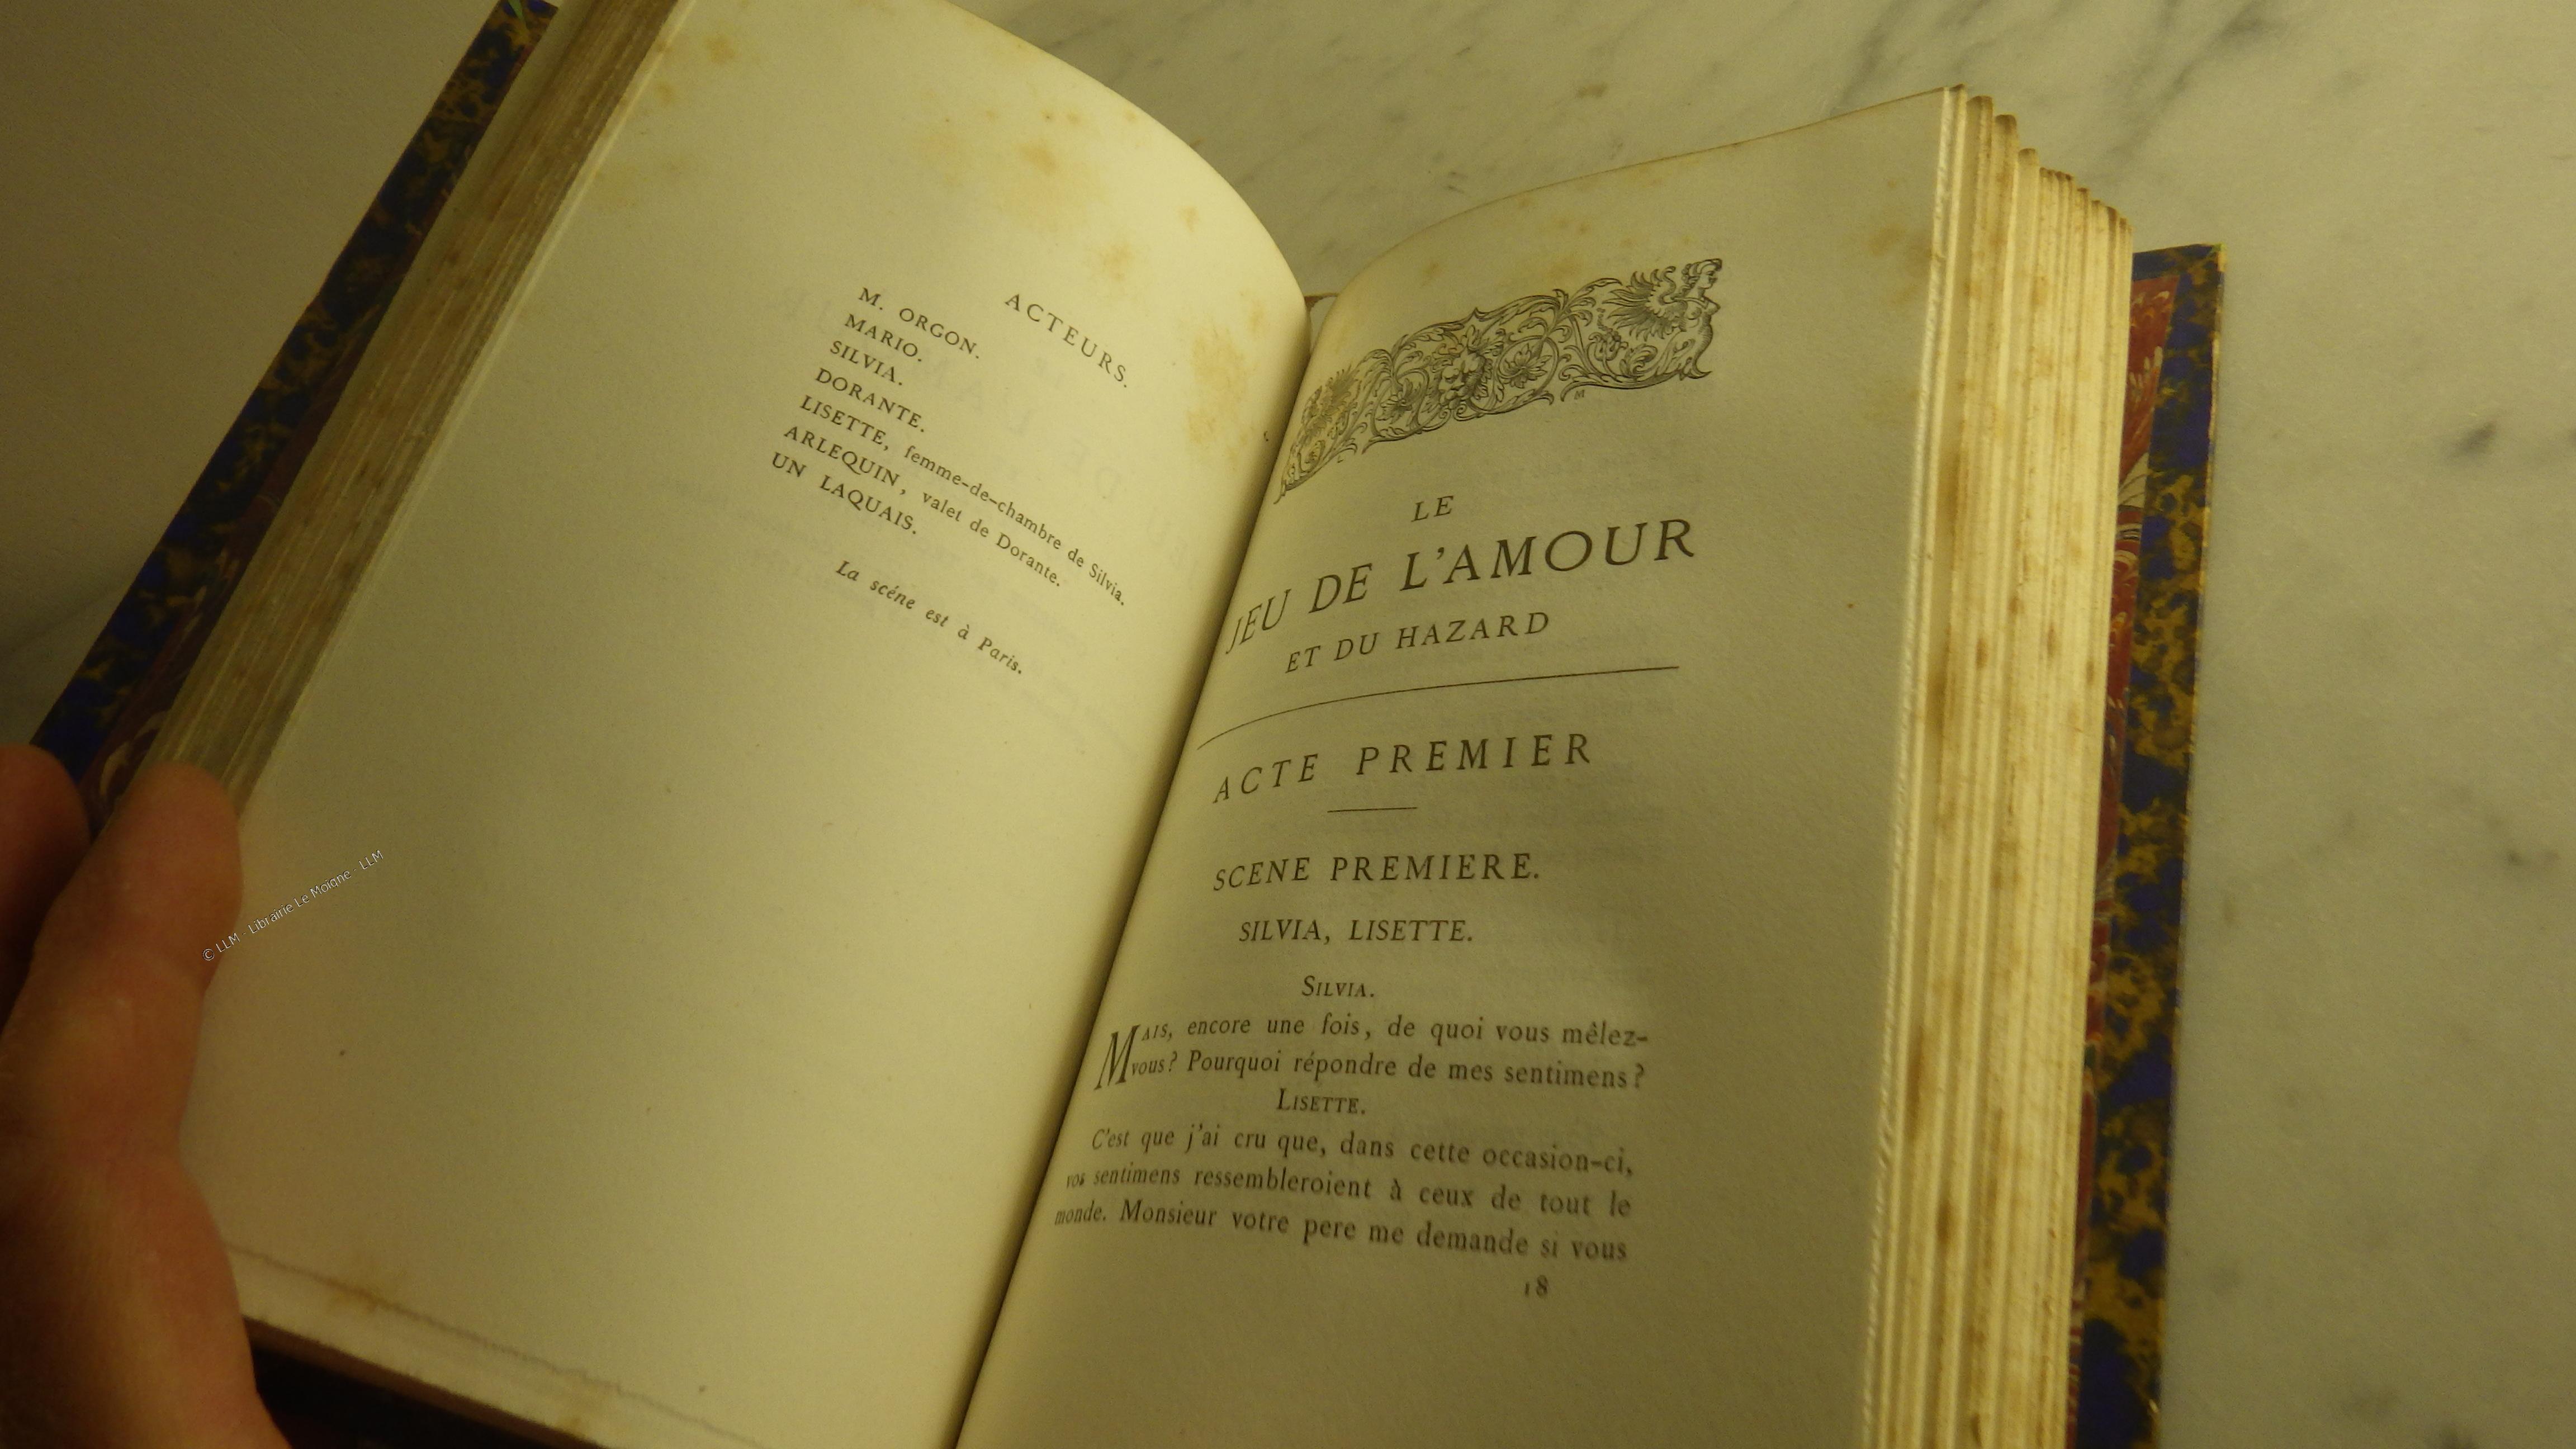 ACTEURS.
M. ORGON.
MARIO.
SILVIA.
DORANTE.
LISETTE, femme-de-chambre de Silvia.
ARLEQUIN, valet de Dorante.
UN LAQUAIS.
La scéne est à Paris.
LE
JEU DE L'AMOUR
ET DU HAZARD
ACTE PREMIER
SCENE PREMIERE.
SILVIA, LISETTE.
SILVIA.
MAIS, encore une fois, de quoi vous mêlez-
vous? Pourquoi répondre de mes sentimens?
LISETTE.
C'est que j'ai cru que, dans cette occasion-ci,
vos sentimens ressembleroient à ceux de tout le
monde. Monsieur votre pere me demande si vous
18
© LLM - Librairie Le Moigne - LLM